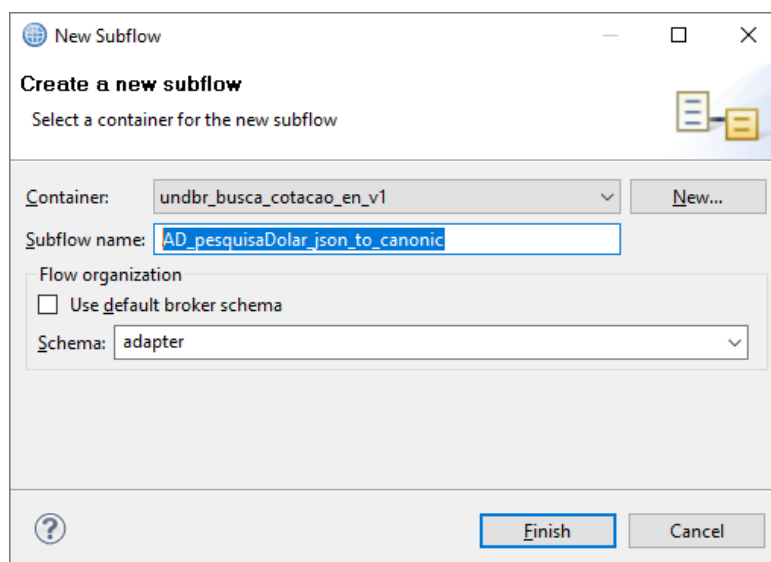 New Subflow
Create a new subflow
Select a container for the new subflow
Container: undbr_busca_cotacao_en_v1 New...
Subflow name: AD_pesquisaDolar_json_to_canonic
Flow organization
Use default broker schema
Schema: adapter
? Finish Cancel